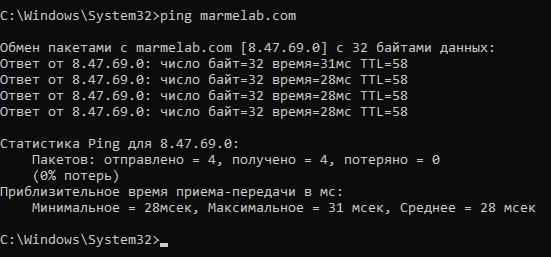 C:\Windows\System32>ping marmelab.com
Обмен пакетами с marmelab.com [8.47.69.0] с 32 байтами данных:
Ответ от 8.47.69.0: число байт=32 время=31мс TTL=58
Ответ от 8.47.69.0: число байт=32 время=28мс TTL=58
Ответ от 8.47.69.0: число байт=32 время=28мс TTL=58
Ответ от 8.47.69.0: число байт=32 время=28мс TTL=58
Статистика Ping для 8.47.69.0:
Пакетов: отправлено = 4, получено = 4, потеряно = 0
(0% потерь)
Приблизительное время приема-передачи в мс:
Минимальное = 28мсек, Максимальное = 31 мсек, Среднее = 28 мсек
C:\Windows\System32>